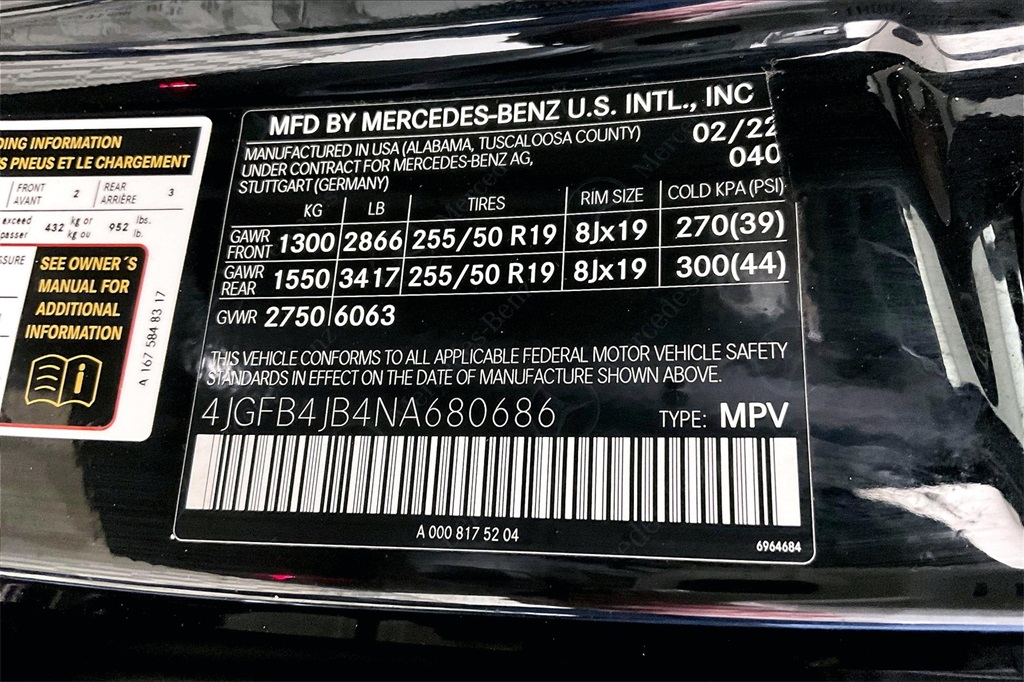 DING INFORMATION
S PNEUS ET LE CHARGEMENT
FRONT 2 REAR 3
AVANT ARRIÈRE
exceed 432 kg or 952 lbs.
passer kg ou lb.
SSURE
SEE OWNER´S
MANUAL FOR
ADDITIONAL
INFORMATION
i
A 167 584 83 17
MFD BY MERCEDES-BENZ U.S. INTL., INC
MANUFACTURED IN USA (ALABAMA, TUSCALOOSA COUNTY) 02/22
UNDER CONTRACT FOR MERCEDES-BENZ AG, 040
STUTTGART (GERMANY)
KG LB TIRES RIM SIZE COLD KPA (PSI)
GAWR FRONT 1300 2866 255/50 R19 8Jx19 270(39)
GAWR REAR 1550 3417 255/50 R19 8Jx19 300(44)
GVWR 2750 6063
THIS VEHICLE CONFORMS TO ALL APPLICABLE FEDERAL MOTOR VEHICLE SAFETY
STANDARDS IN EFFECT ON THE DATE OF MANUFACTURE SHOWN ABOVE.
4JGFB4JB4NA680686 TYPE: MPV
A 000 817 52 04
6964684